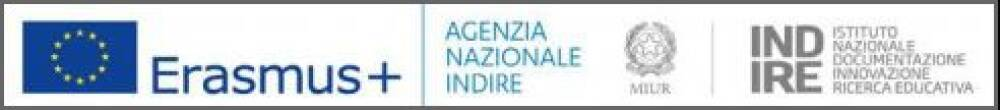 Erasmus+
AGENZIA
NAZIONALE
INDIRE
MIUR
IND
IRE
ISTITUTO
NAZIONALE
DOCUMENTAZIONE
INNOVAZIONE
RICERCA EDUCATIVA